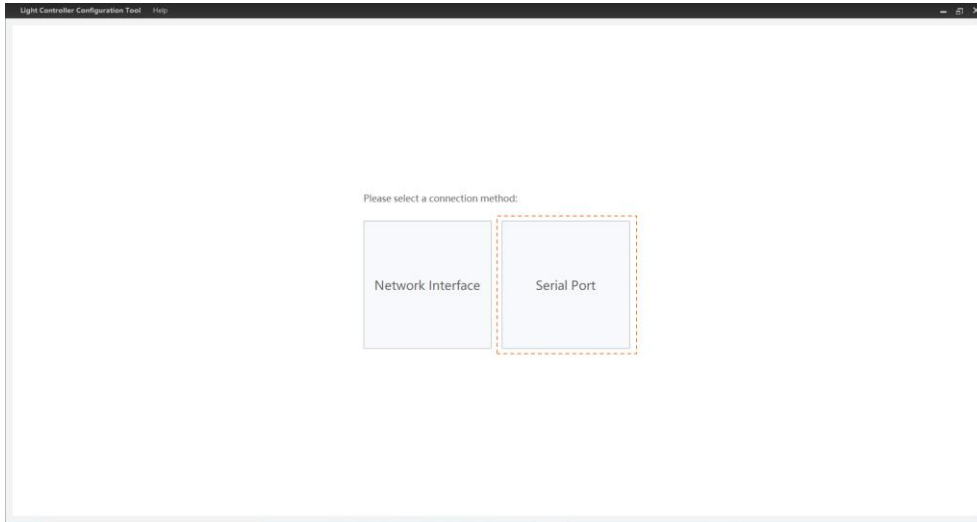 Light Controller Configuration Tool Help
Please select a connection method:
Network Interface Serial Port